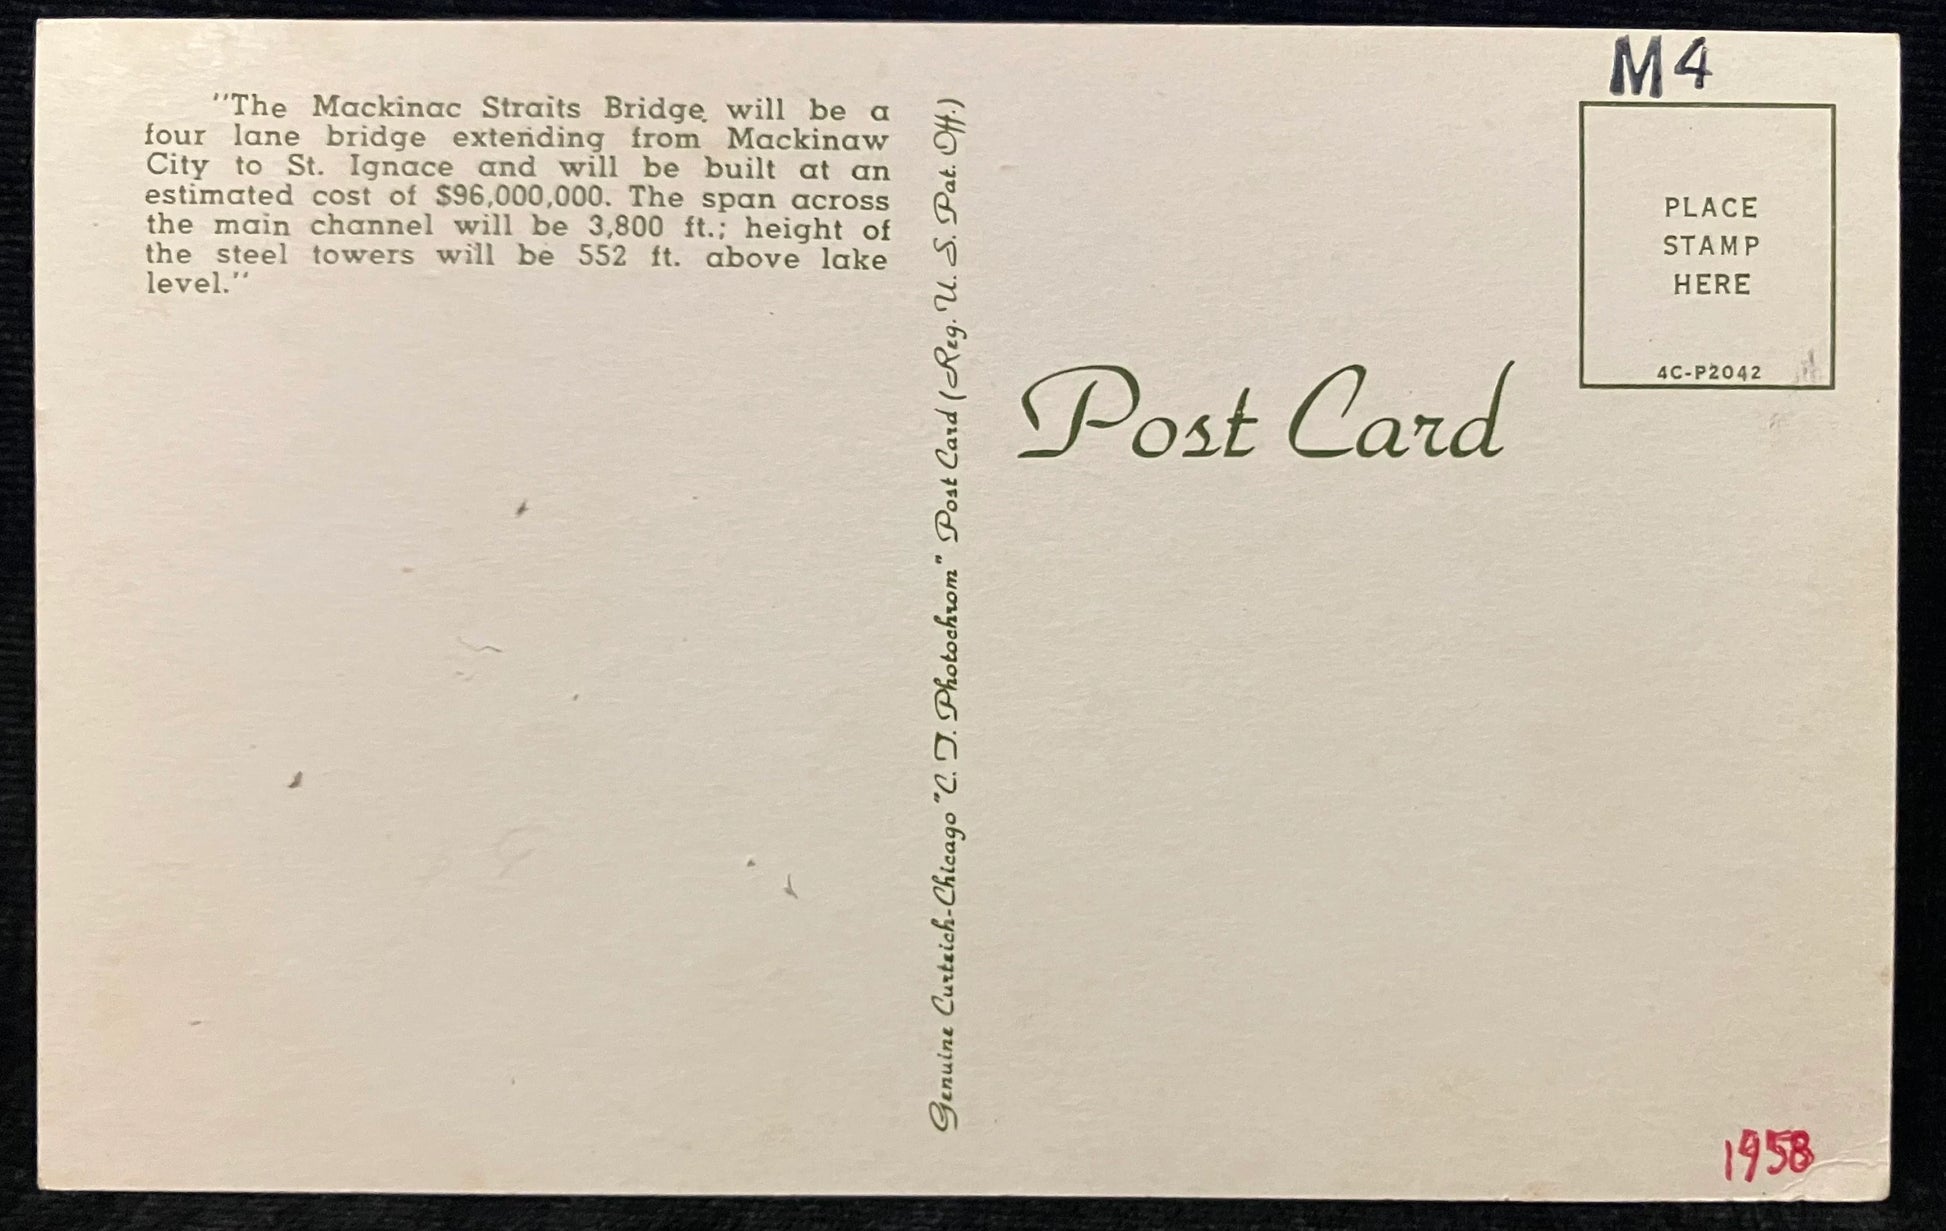 "The Mackinac Straits Bridge will be a
four lane bridge extending from Mackinaw
City to St. Ignace and will be built at an
estimated cost of $96,000,000. The span across
the main channel will be 3,800 ft.; height of
the steel towers will be 552 ft. above lake
level."
Genuine Curteich-Chicago "C. T. Photochrom" Post Card (Reg. U. S. Pat. Off.)
M4
PLACE
STAMP
HERE
4C-P2042
Post Card
1958